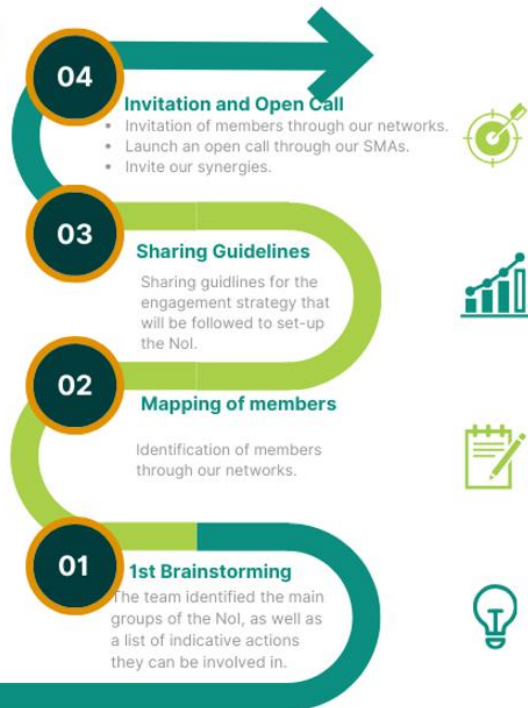 04
Invitation and Open Call
• Invitation of members through our networks.
• Launch an open call through our SMAs.
• Invite our synergies.
03
Sharing Guidelines
Sharing guidlines for the
engagement strategy that
will be followed to set-up
the NoI.
02
Mapping of members
Identification of members
through our networks.
01
1st Brainstorming
The team identified the main
groups of the NoI, as well as
a list of indicative actions
they can be involved in.